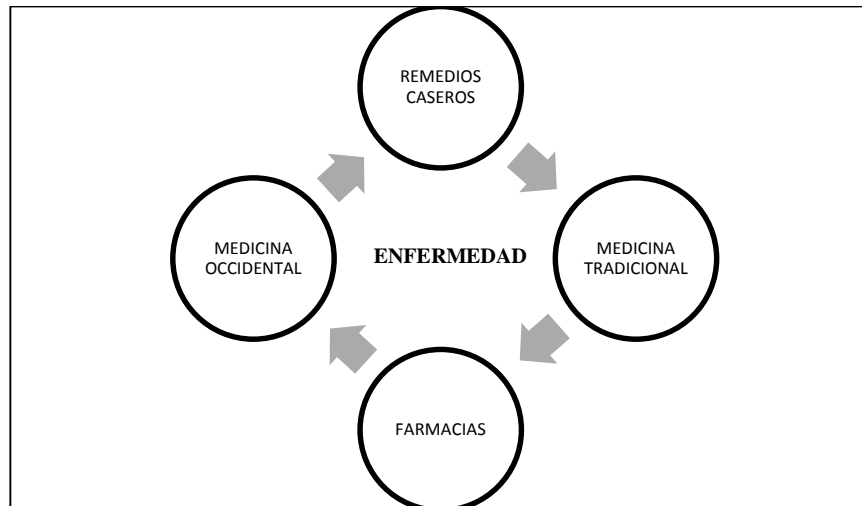 REMEDIOS
CASEROS
MEDICINA
OCCIDENTAL
ENFERMEDAD
MEDICINA
TRADICIONAL
FARMACIAS